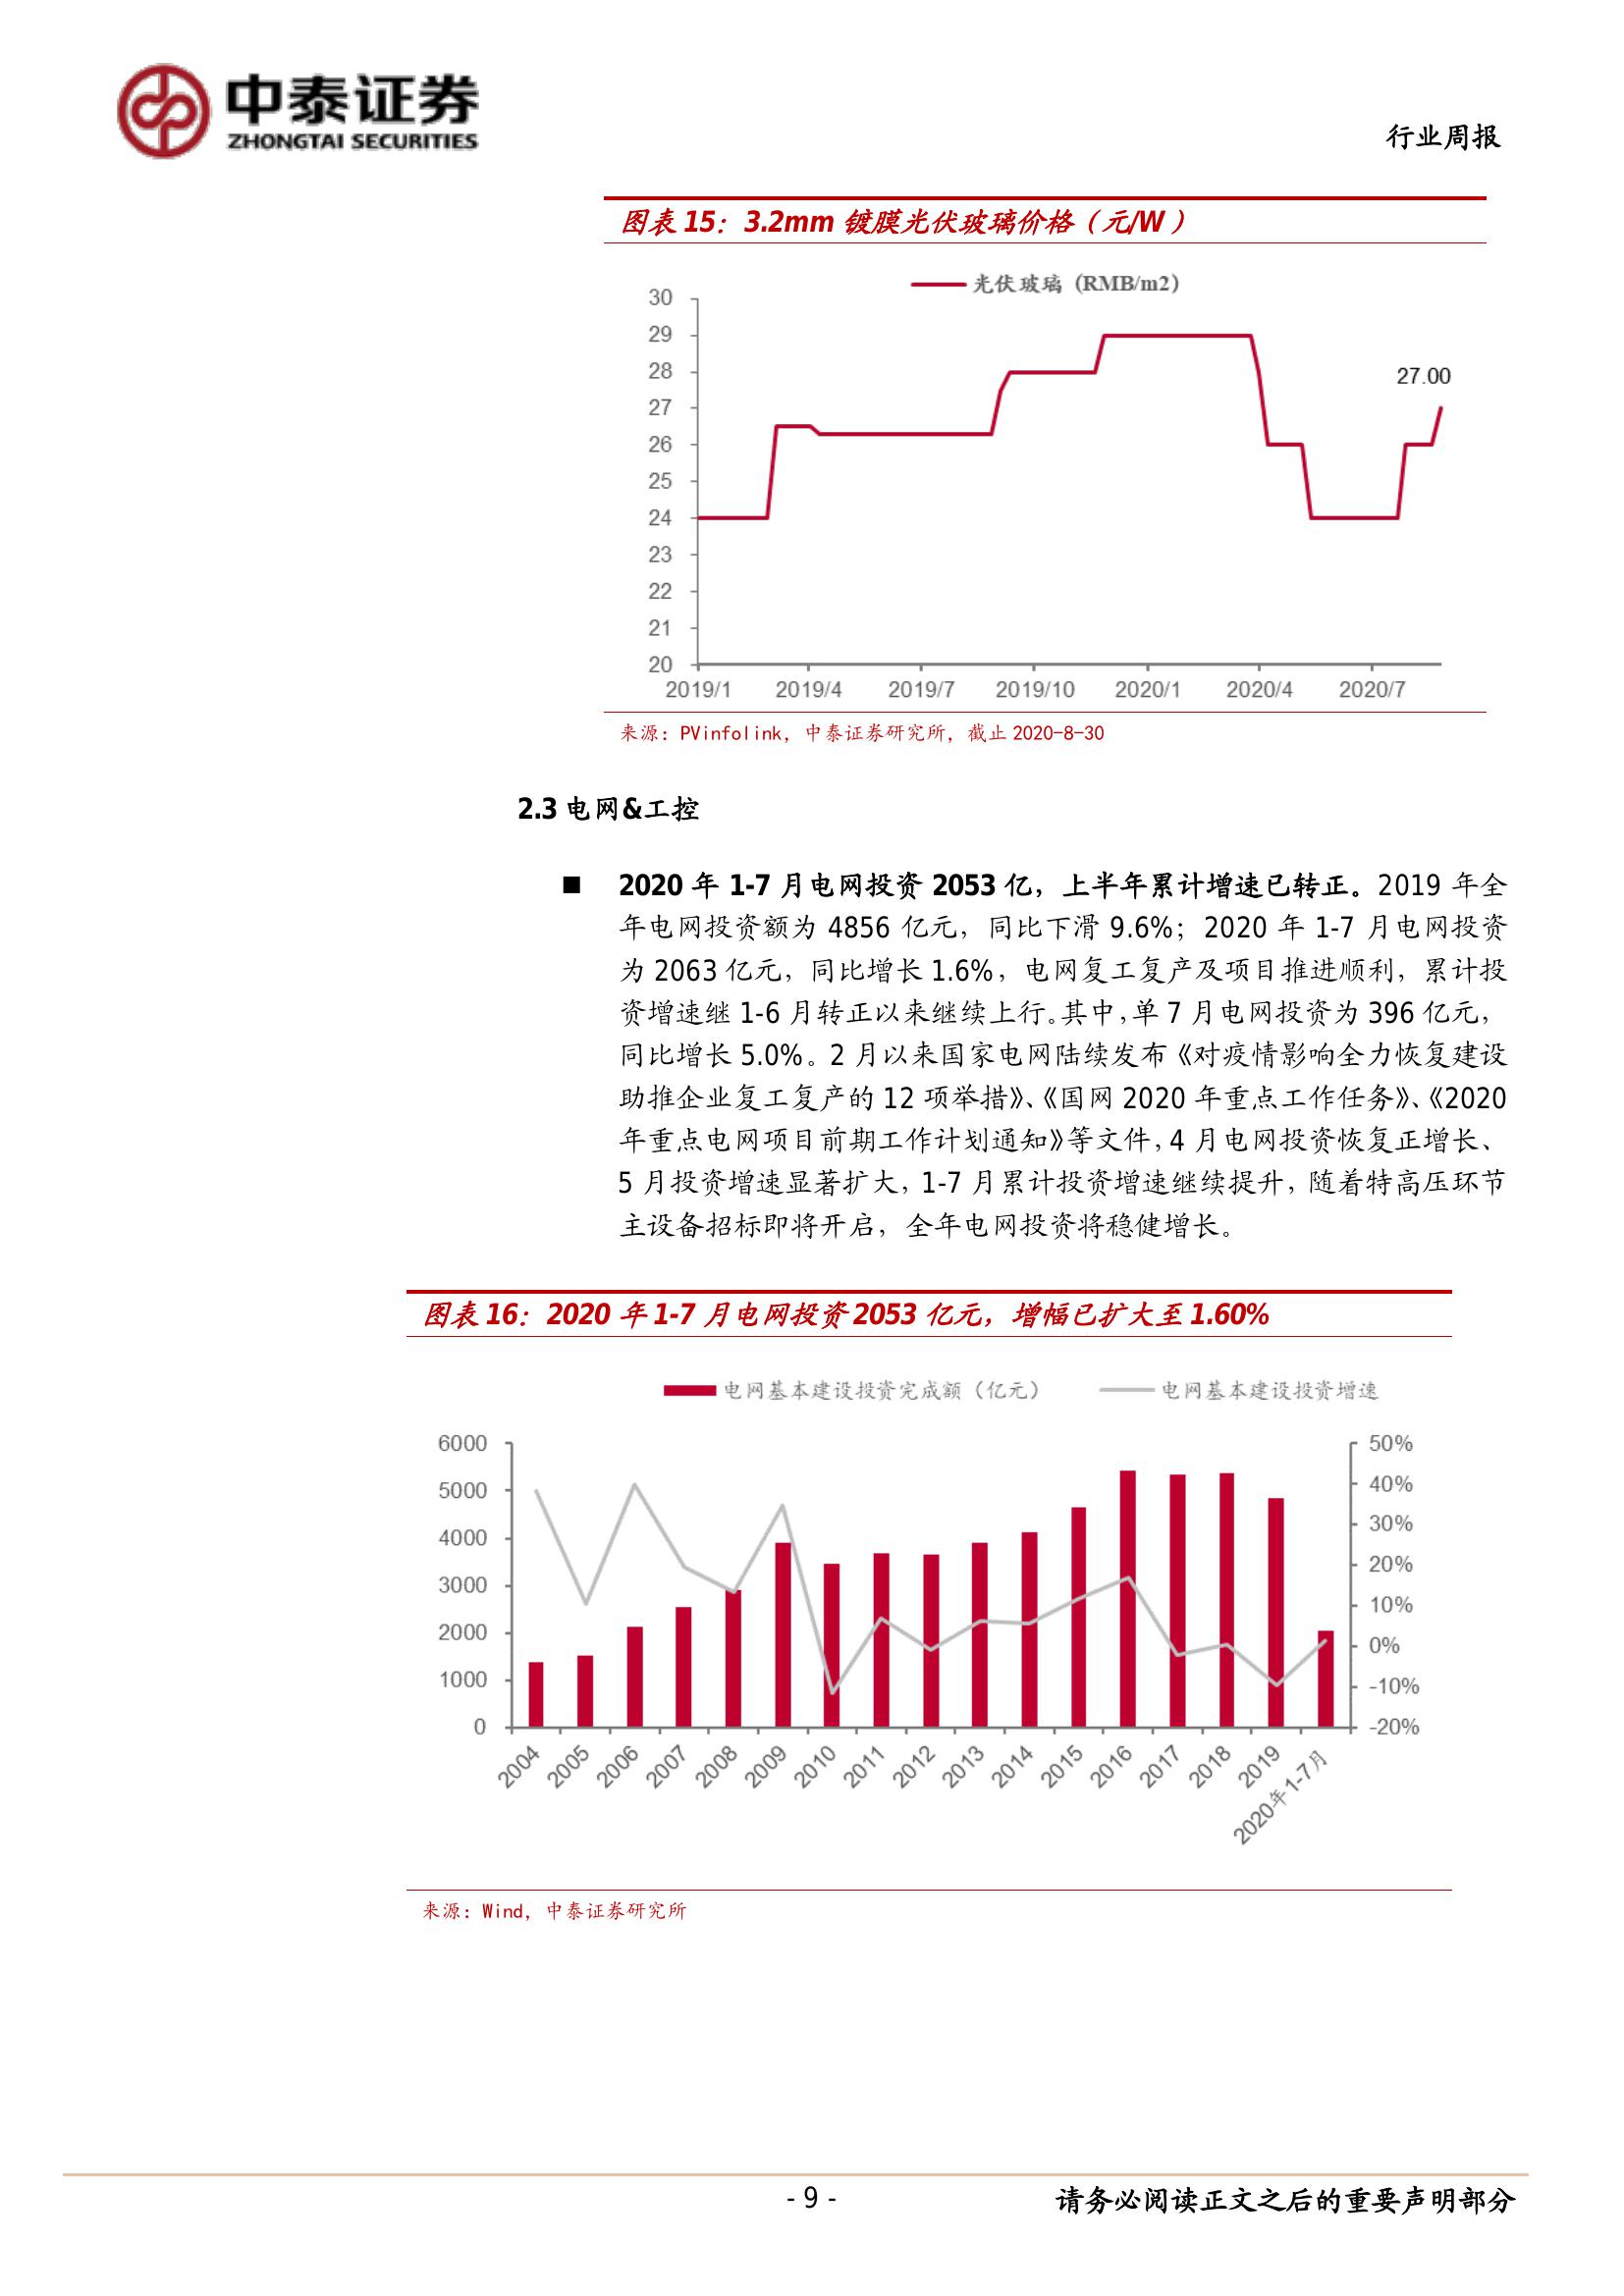 中泰证券
ZHONGTAI SECURITIES
行业周报
图表 15：3.2mm 镀膜光伏玻璃价格（元/W）
光伏玻璃（RMB/m2）
30
29
28
27
26
25
24
23
22
21
20
27.00
2019/1 2019/4 2019/7 2019/10 2020/1 2020/4 2020/7
来源：PVinfolink，中泰证券研究所，截止 2020-8-30
2.3 电网&工控
■ 2020 年 1-7 月电网投资 2053 亿，上半年累计增速已转正。2019 年全
年电网投资额为 4856 亿元，同比下滑 9.6%；2020 年 1-7 月电网投资
为 2063 亿元，同比增长 1.6%，电网复工复产及项目推进顺利，累计投
资增速继 1-6 月转正以来继续上行。其中，单 7 月电网投资为 396 亿元，
同比增长 5.0%。2 月以来国家电网陆续发布《对疫情影响全力恢复建设
助推企业复工复产的 12 项举措》、《国网 2020 年重点工作任务》、《2020
年重点电网项目前期工作计划通知》等文件，4 月电网投资恢复正增长、
5 月投资增速显著扩大，1-7 月累计投资增速继续提升，随着特高压环节
主设备招标即将开启，全年电网投资将稳健增长。
图表 16：2020 年 1-7 月电网投资 2053 亿元，增幅已扩大至 1.60%
电网基本建设投资完成额（亿元） 电网基本建设投资增速
6000
5000
4000
3000
2000
1000
0
50%
40%
30%
20%
10%
0%
-10%
-20%
2004 2005 2006 2007 2008 2009 2010 2011 2012 2013 2014 2015 2016 2017 2018 2019 2020年1-7月
来源：Wind，中泰证券研究所
- 9 -
请务必阅读正文之后的重要声明部分